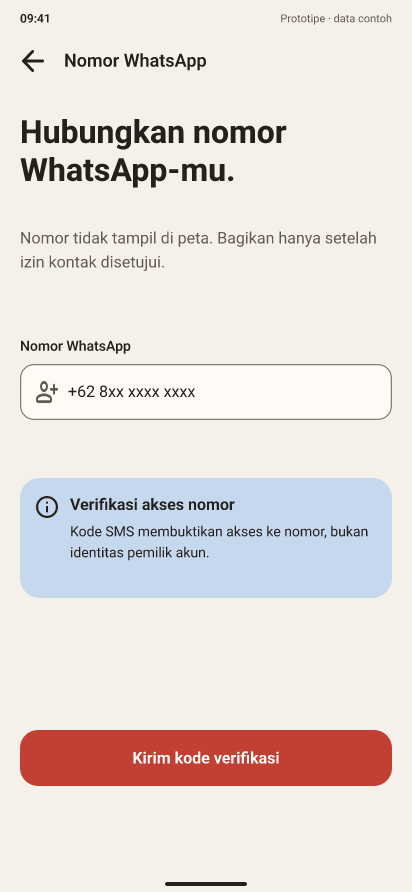 09:41
Prototipe · data contoh
Nomor WhatsApp
Hubungkan nomor
WhatsApp-mu.
Nomor tidak tampil di peta. Bagikan hanya setelah
izin kontak disetujui.
Nomor WhatsApp
+62 8xx xxxx xxxx
Verifikasi akses nomor
Kode SMS membuktikan akses ke nomor, bukan
identitas pemilik akun.
Kirim kode verifikasi